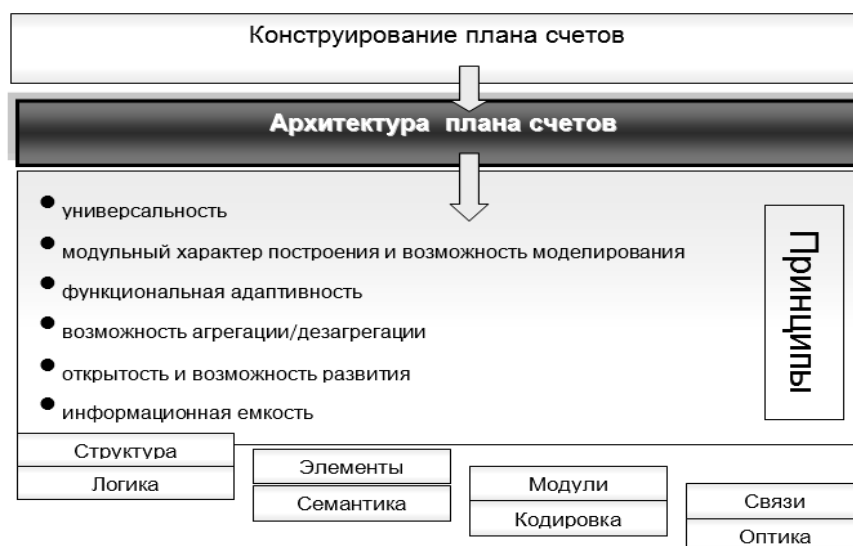 Конструирование плана счетов
Архитектура плана счетов
универсальность
модульный характер построения и возможность моделирования
функциональная адаптивность
возможность агрегации/дезагрегации
открытость и возможность развития
информационная емкость
Принципы
Структура
Логика
Элементы
Семантика
Модули
Кодировка
Связи
Оптика